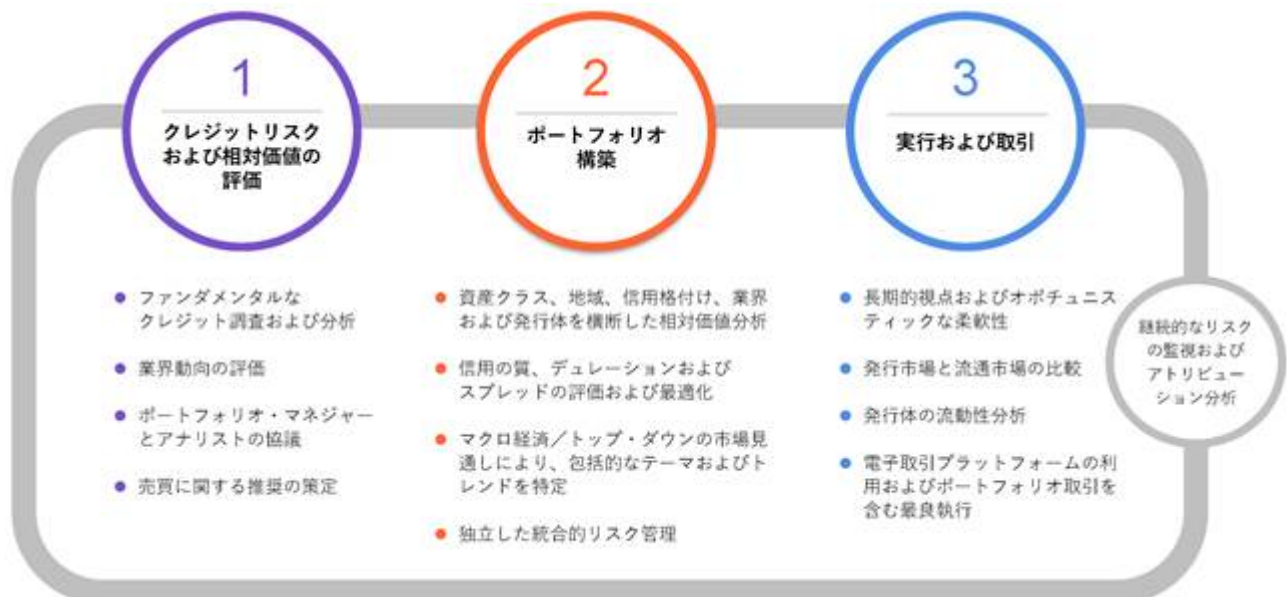 1
クレジットリスク
および相対価値の
評価
ファンダメンタルな
クレジット調査および分析
業界動向の評価
ポートフォリオ・マネジャー
とアナリストの協議
売買に関する推奨の策定
2
ポートフォリオ
構築
資産クラス、地域、信用格付け、業界
および発行体を横断した相対価値分析
信用の質、デュレーションおよび
スプレッドの評価および最適化
マクロ経済／トップ・ダウンの市場見
通しにより、包括的なテーマおよびト
レンドを特定
独立した統合的リスク管理
3
実行および取引
長期的視点およびオポチュニス
ティックな柔軟性
発行市場と流通市場の比較
発行体の流動性分析
電子取引プラットフォームの利
用およびポートフォリオ取引を
含む最良執行
継続的なリスク
の監視および
アトリビュー
ション分析